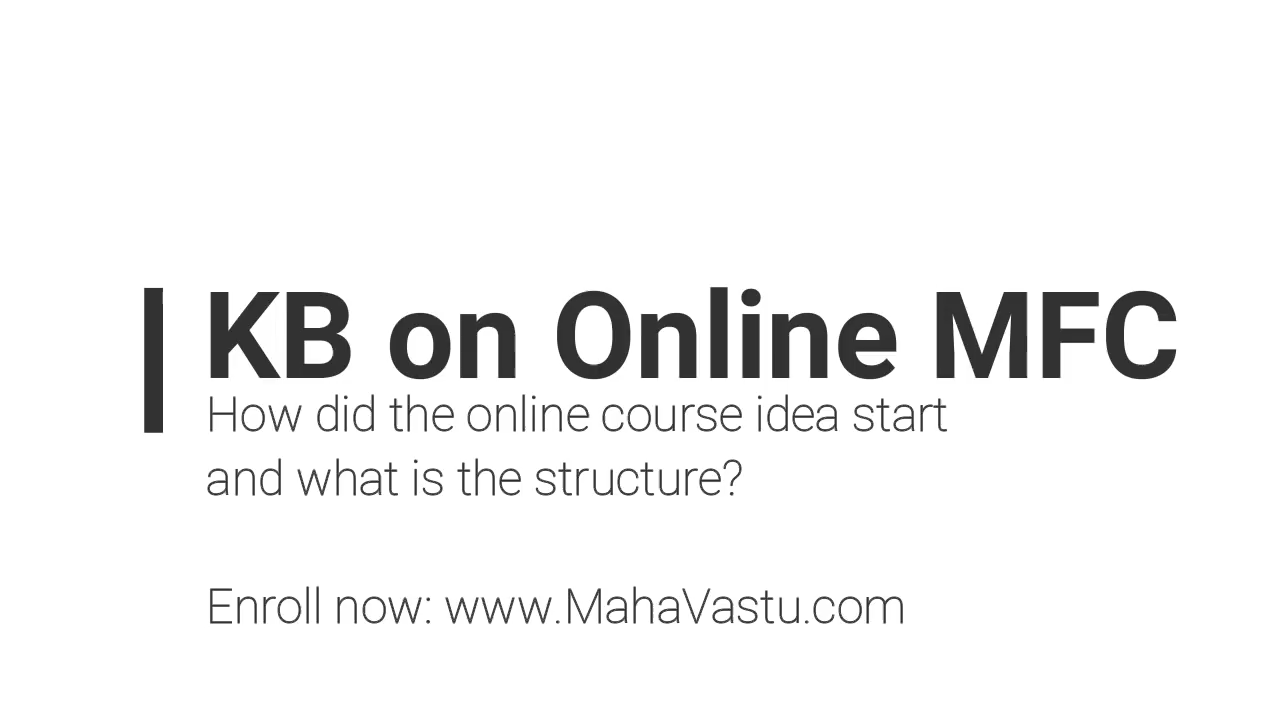 KB on Online MFC
How did the online course idea start
and what is the structure?
Enroll now: www.MahaVastu.com